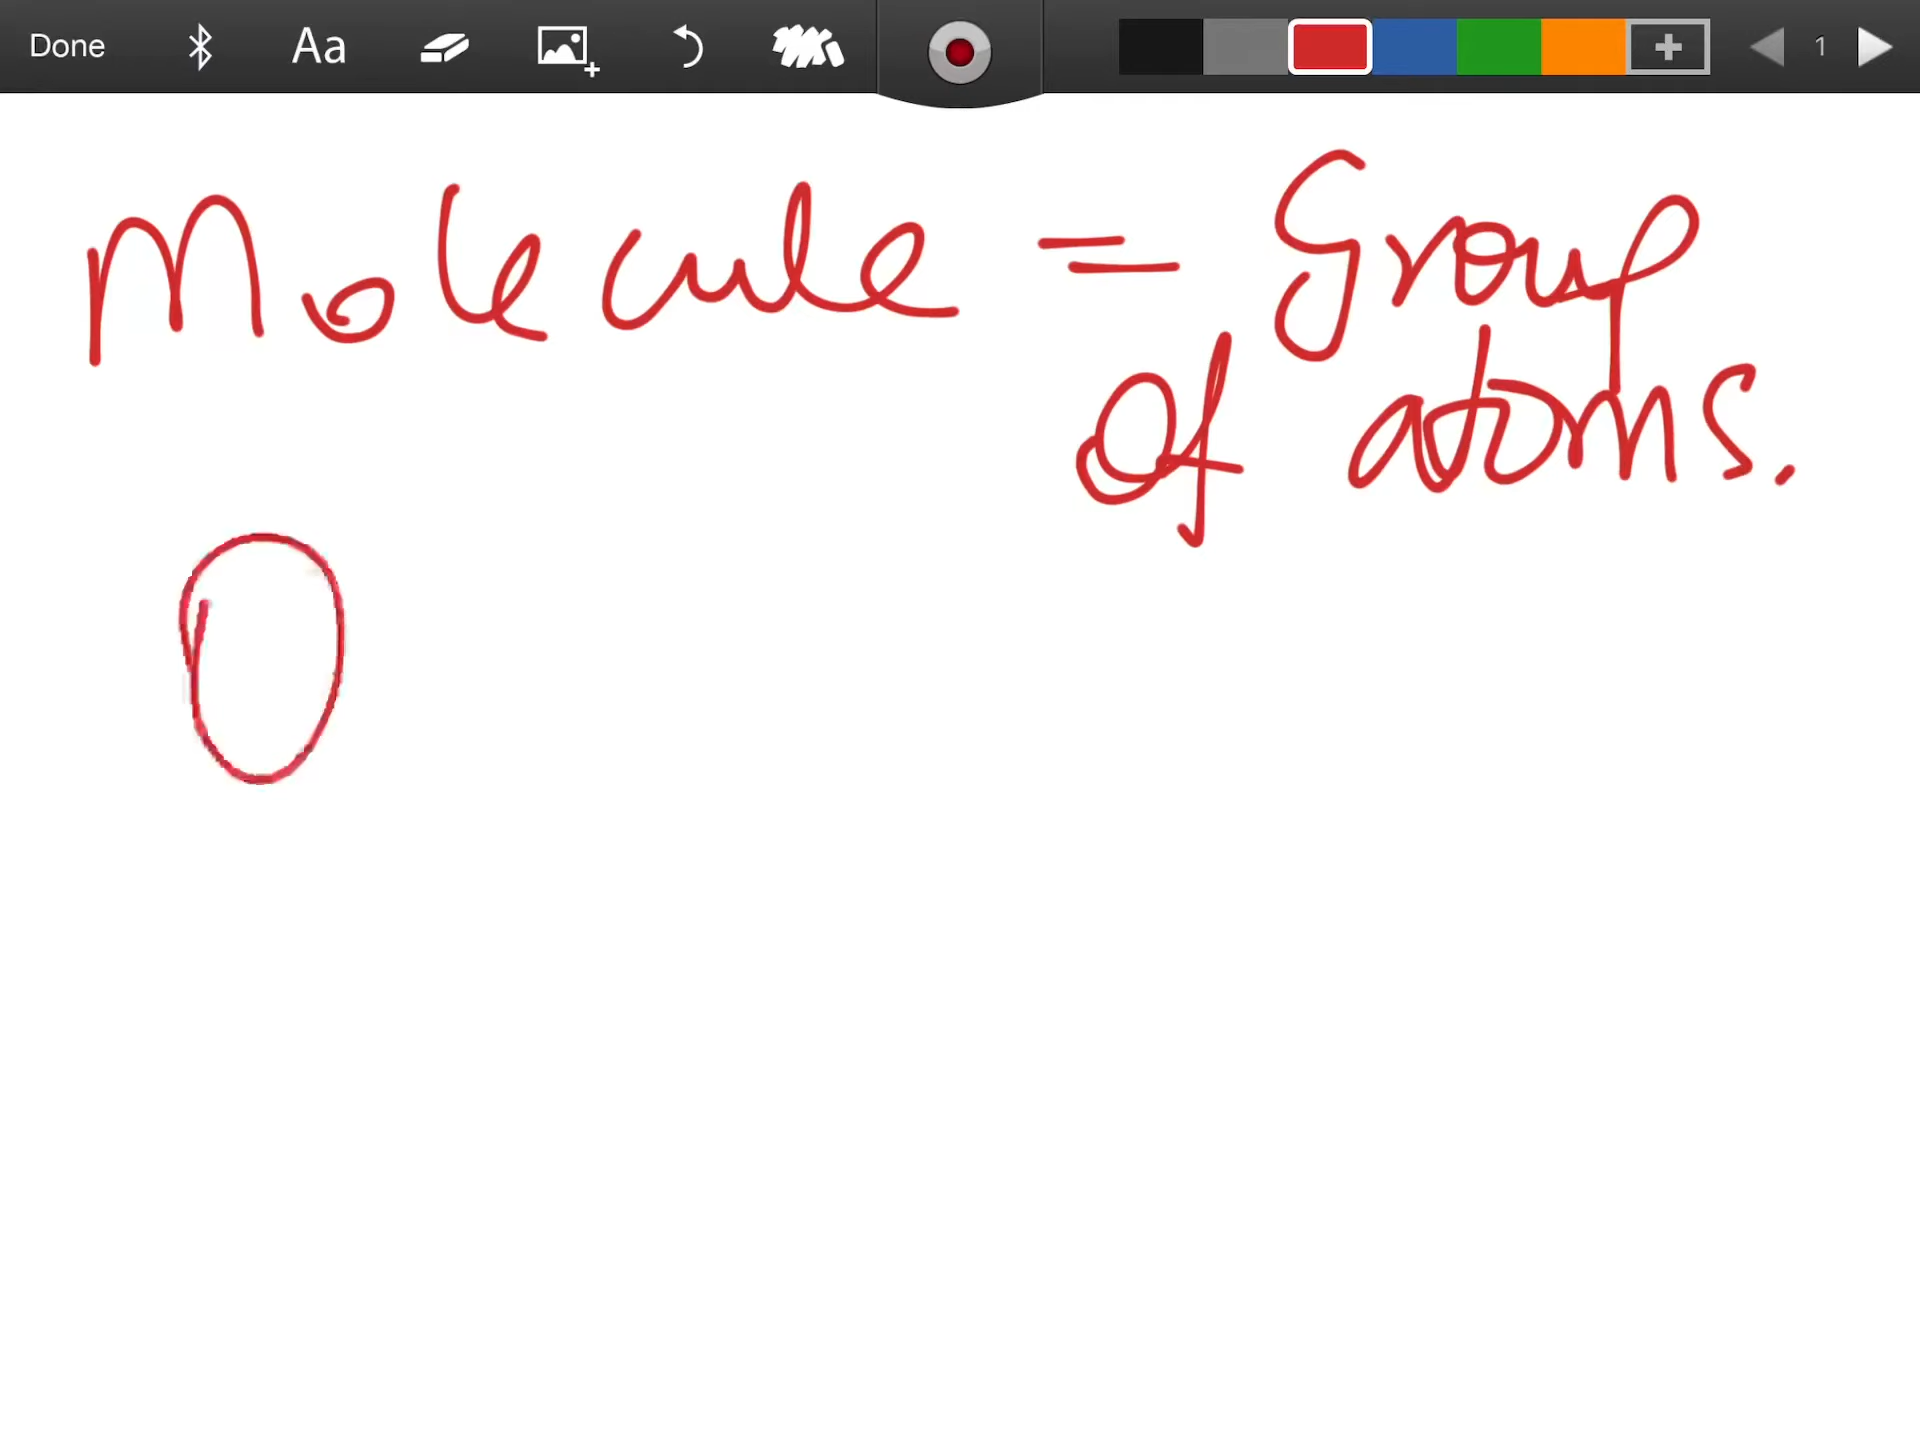 Done Aa 1
Molecule = Group
of atoms.
O